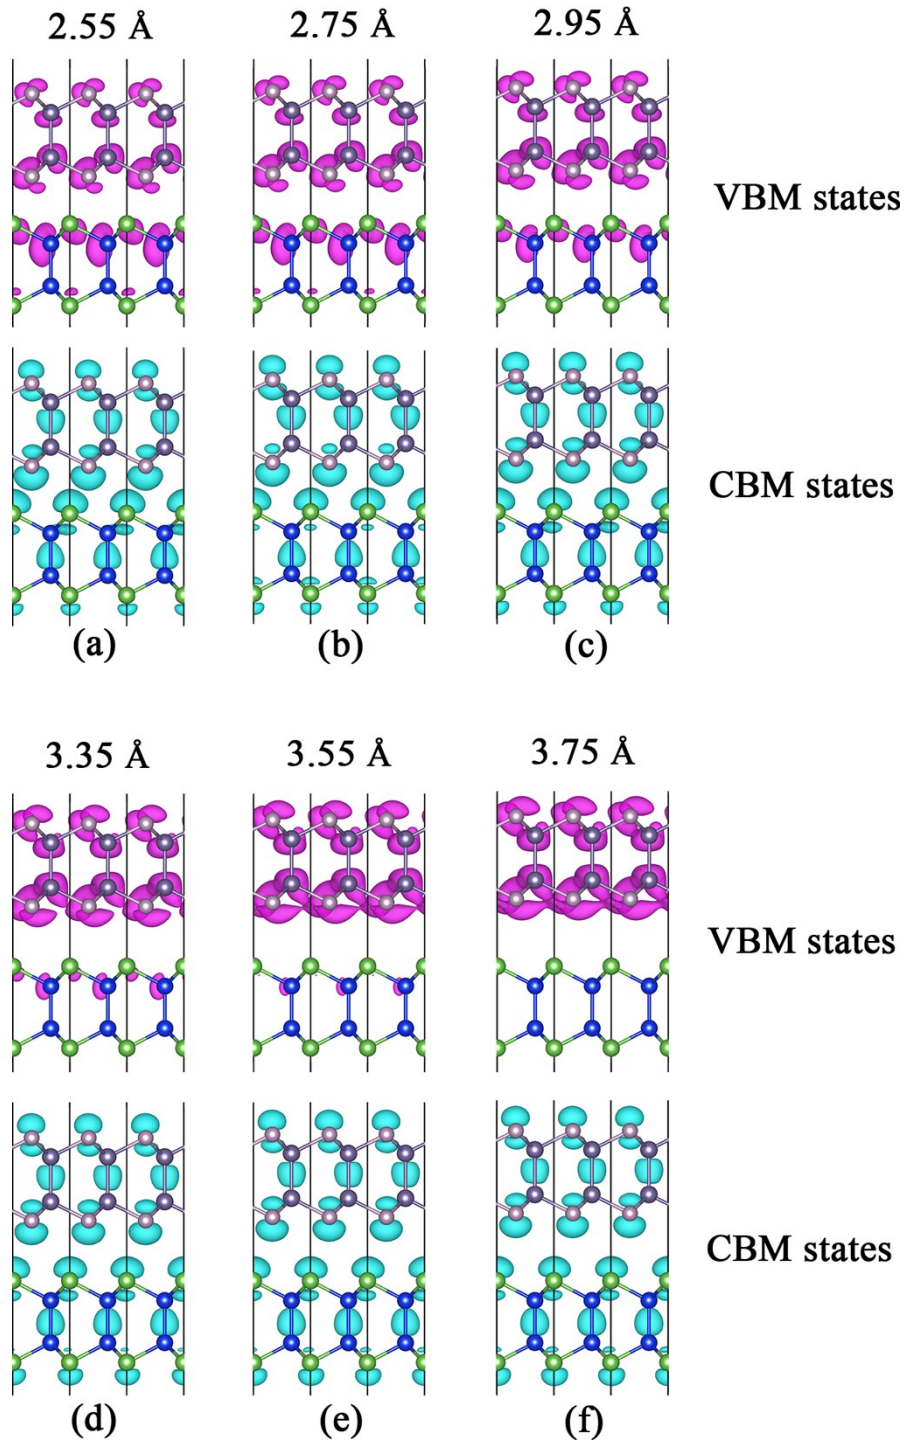 2.55 Å 2.75 Å 2.95 Å
VBM states
CBM states
(a) (b) (c)
3.35 Å 3.55 Å 3.75 Å
VBM states
CBM states
(d) (e) (f)